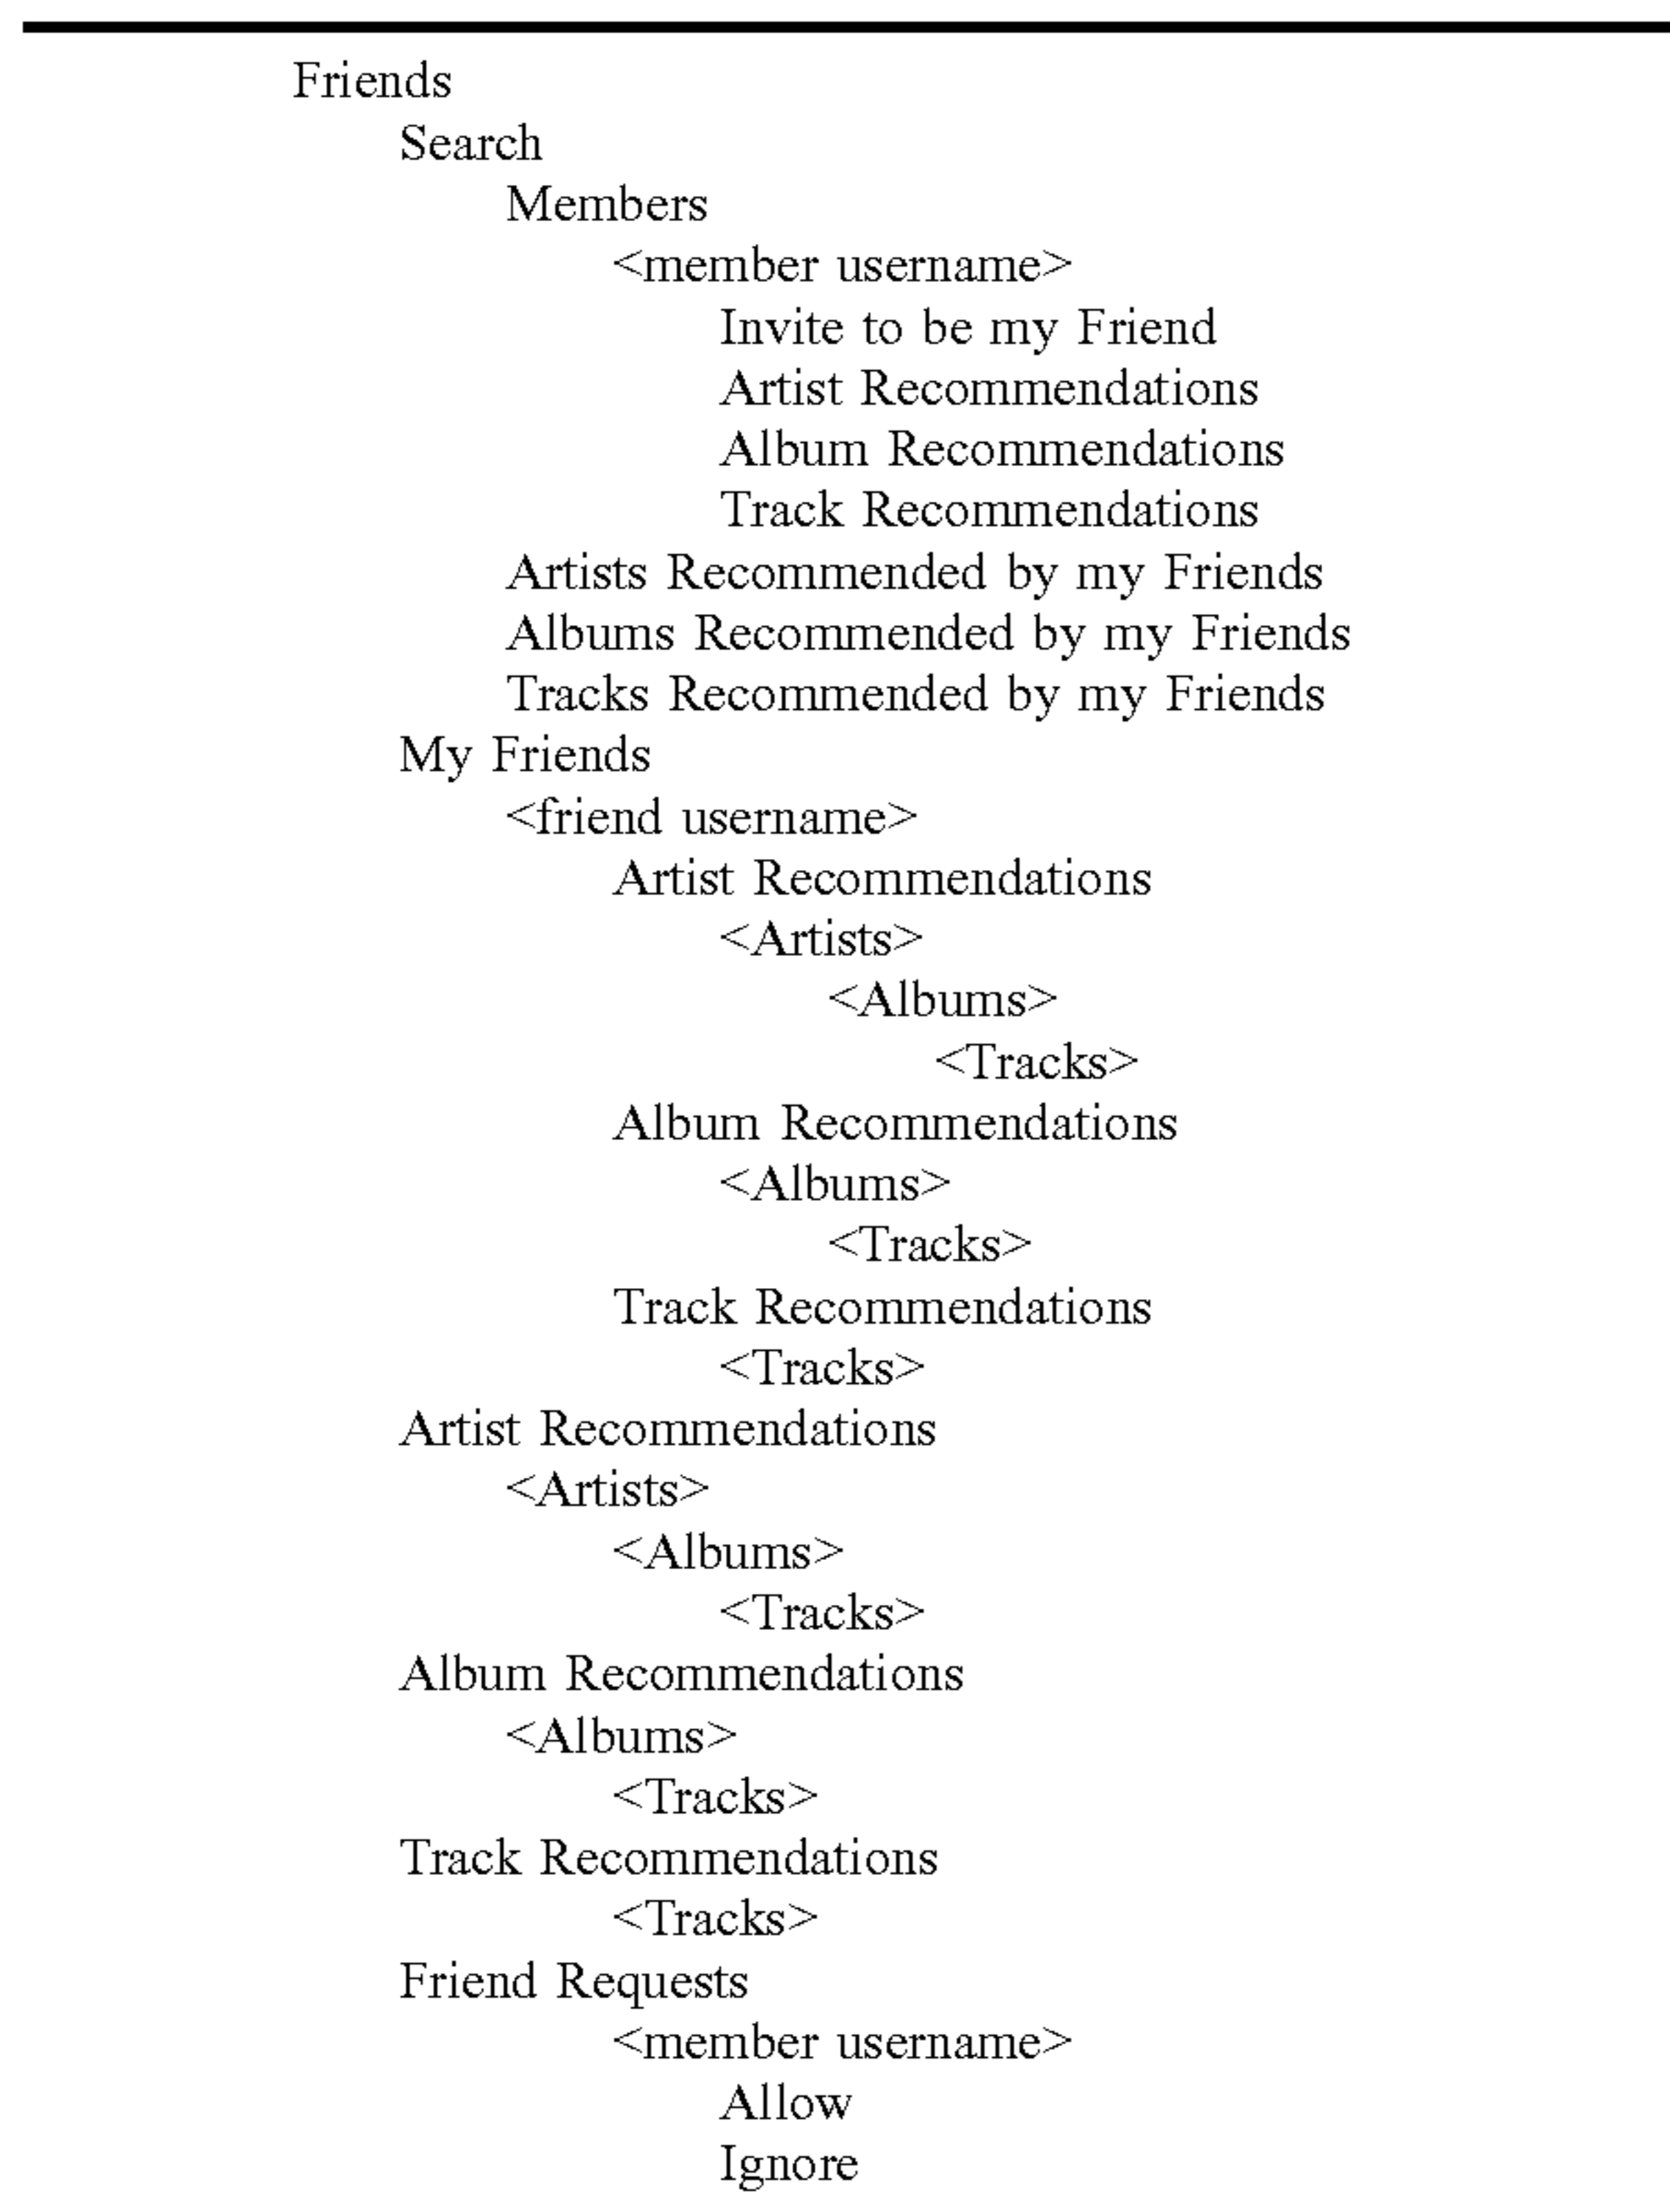 Friends
Search
Members
<member username>
Invite to be my Friend
Artist Recommendations
Album Recommendations
Track Recommendations
Artists Recommended by my Friends
Albums Recommended by my Friends
Tracks Recommended by my Friends
My Friends
<friend username>
Artist Recommendations
<Artists>
<Albums>
<Tracks>
Album Recommendations
<Albums>
<Tracks>
Track Recommendations
<Tracks>
Artist Recommendations
<Artists>
<Albums>
<Tracks>
Album Recommendations
<Albums>
<Tracks>
Track Recommendations
<Tracks>
Friend Requests
<member username>
Allow
Ignore